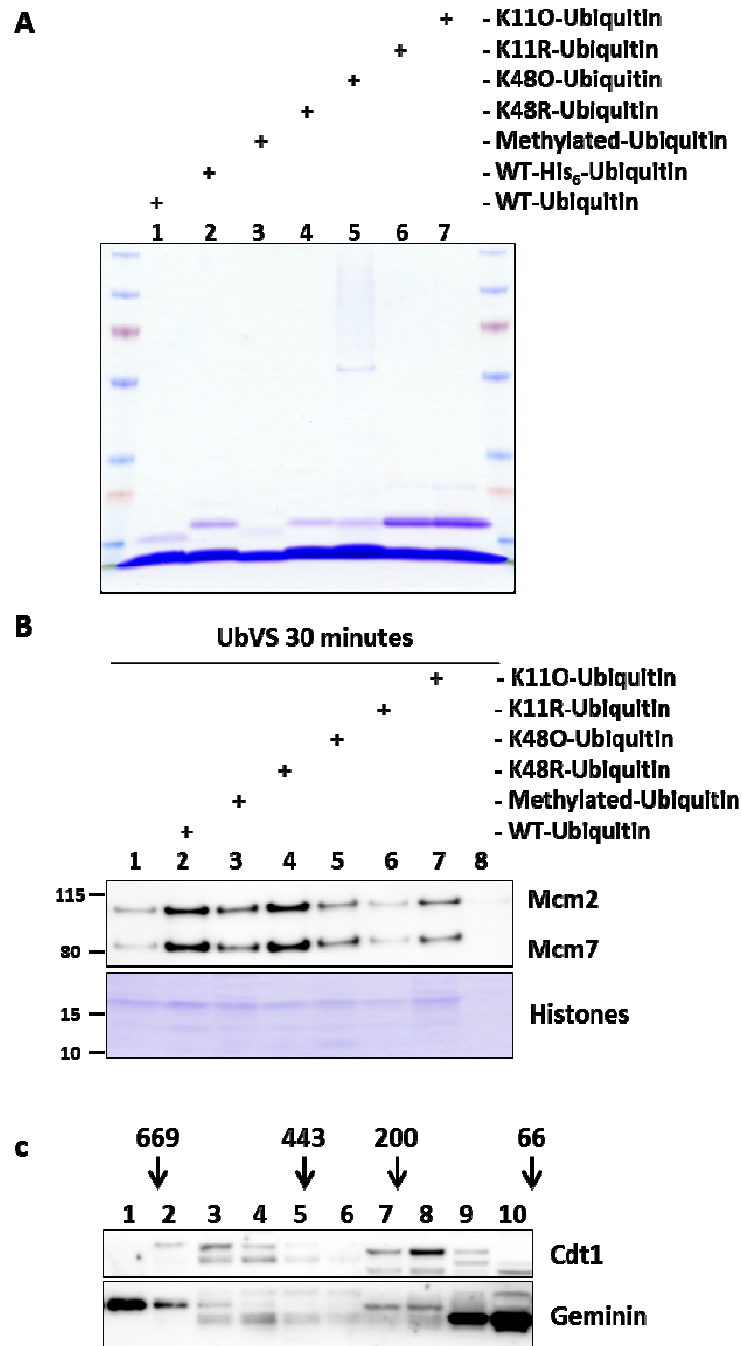 A
+ - K11O-Ubiquitin
+ - K11R-Ubiquitin
+ - K48O-Ubiquitin
+ - K48R-Ubiquitin
+ - Methylated-Ubiquitin
+ - WT-His6-Ubiquitin
+ - WT-Ubiquitin
1 2 3 4 5 6 7
B
UbVS 30 minutes
+ - K11O-Ubiquitin
+ - K11R-Ubiquitin
+ - K48O-Ubiquitin
+ - K48R-Ubiquitin
+ - Methylated-Ubiquitin
+ - WT-Ubiquitin
1 2 3 4 5 6 7 8
115 Mcm2
80 Mcm7
15 Histones
10
c
669 443 200 66
1 2 3 4 5 6 7 8 9 10
Cdt1
Geminin